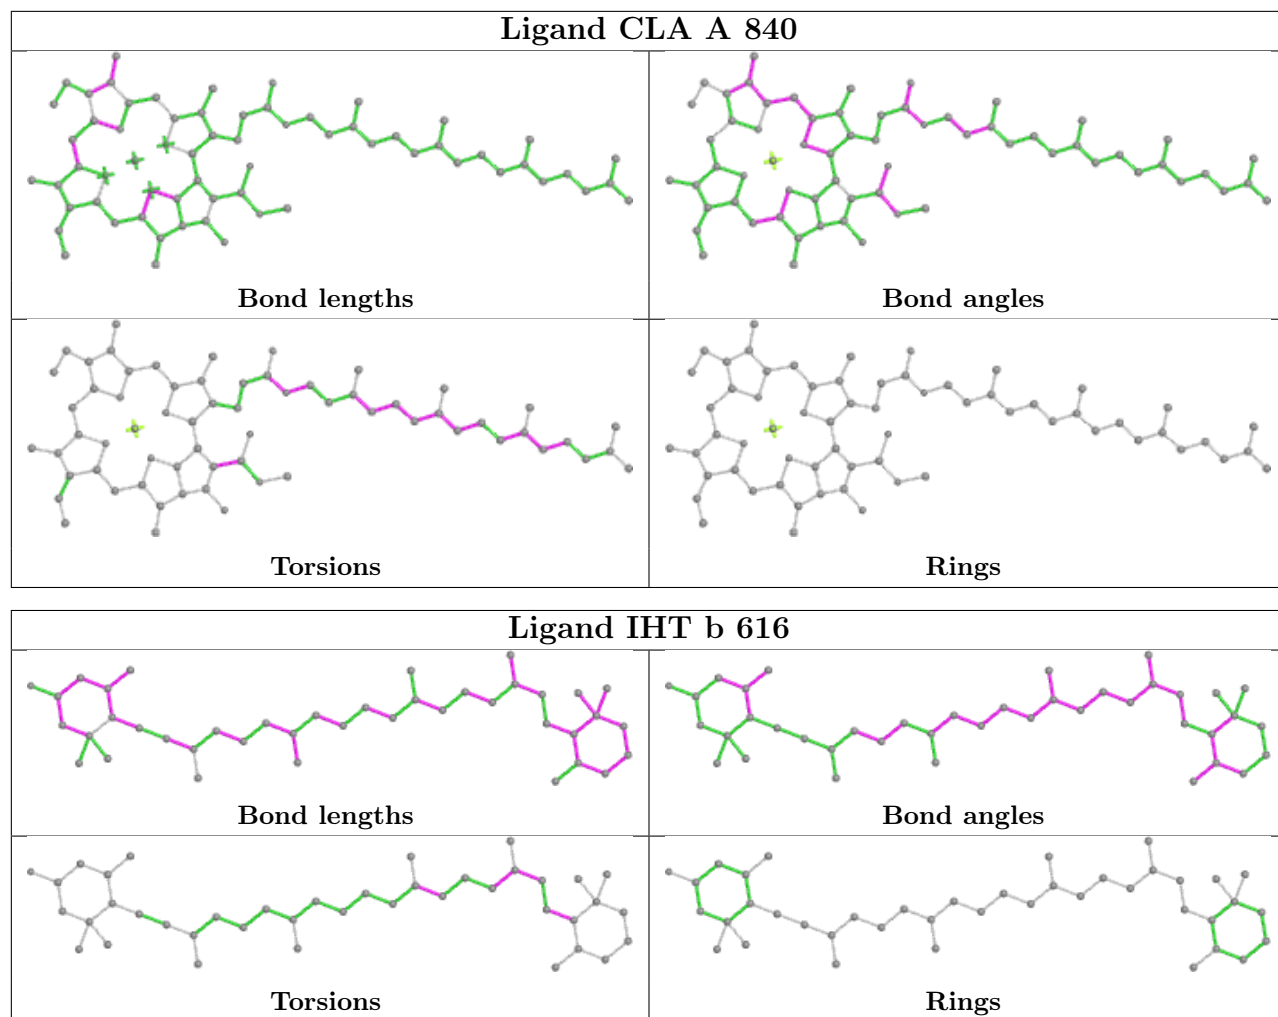 Ligand CLA A 840
Bond lengths
Bond angles
Torsions
Rings
Ligand IHT b 616
Bond lengths
Bond angles
Torsions
Rings